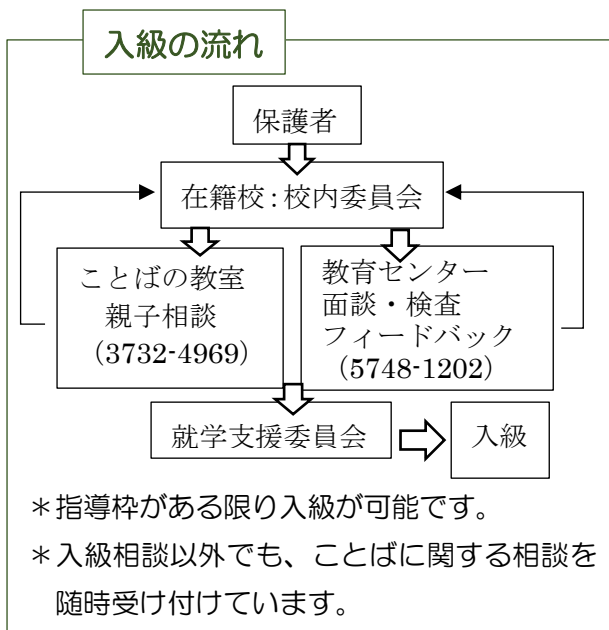 入級の流れ
保護者
在籍校:校内委員会
ことばの教室
親子相談
(3732-4969)
教育センター
面談・検査
フィードバック
(5748-1202)
就学支援委員会
入級
＊指導枠がある限り入級が可能です。
＊入級相談以外でも、ことばに関する相談を
随時受け付けています。